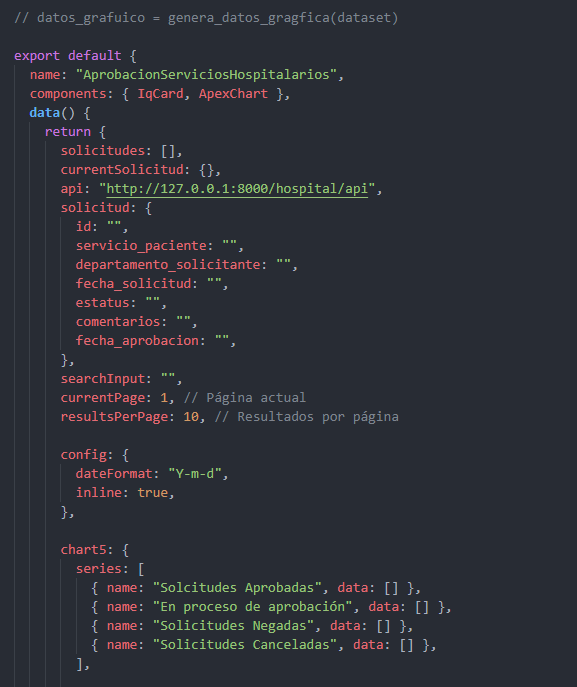 // datos_grafuico = genera_datos_gragfica(dataset)
export default {
name: "AprobacionServiciosHospitalarios",
components: { IqCard, ApexChart },
data() {
return {
solicitudes: [],
currentSolicitud: {},
api: "http://127.0.0.1:8000/hospital/api",
solicitud: {
id: "",
servicio_paciente: "",
departamento_solicitante: "",
fecha_solicitud: "",
estatus: "",
comentarios: "",
fecha_aprobacion: "",
},
searchInput: "",
currentPage: 1, // Página actual
resultsPerPage: 10, // Resultados por página
config: {
dateFormat: "Y-m-d",
inline: true,
},
chart5: {
series: [
{ name: "Solcitudes Aprobadas", data: [] },
{ name: "En proceso de aprobación", data: [] },
{ name: "Solicitudes Negadas", data: [] },
{ name: "Solicitudes Canceladas", data: [] },
],